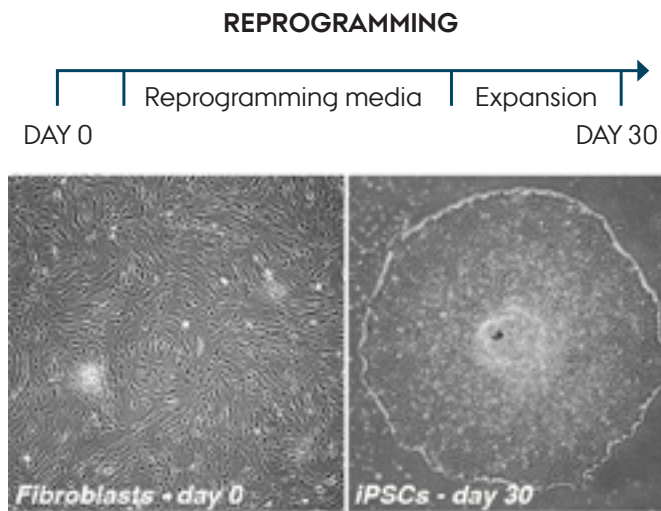 REPROGRAMMING
Reprogramming media
Expansion
DAY 0
DAY 30
Fibroblasts - day 0
iPSCs - day 30